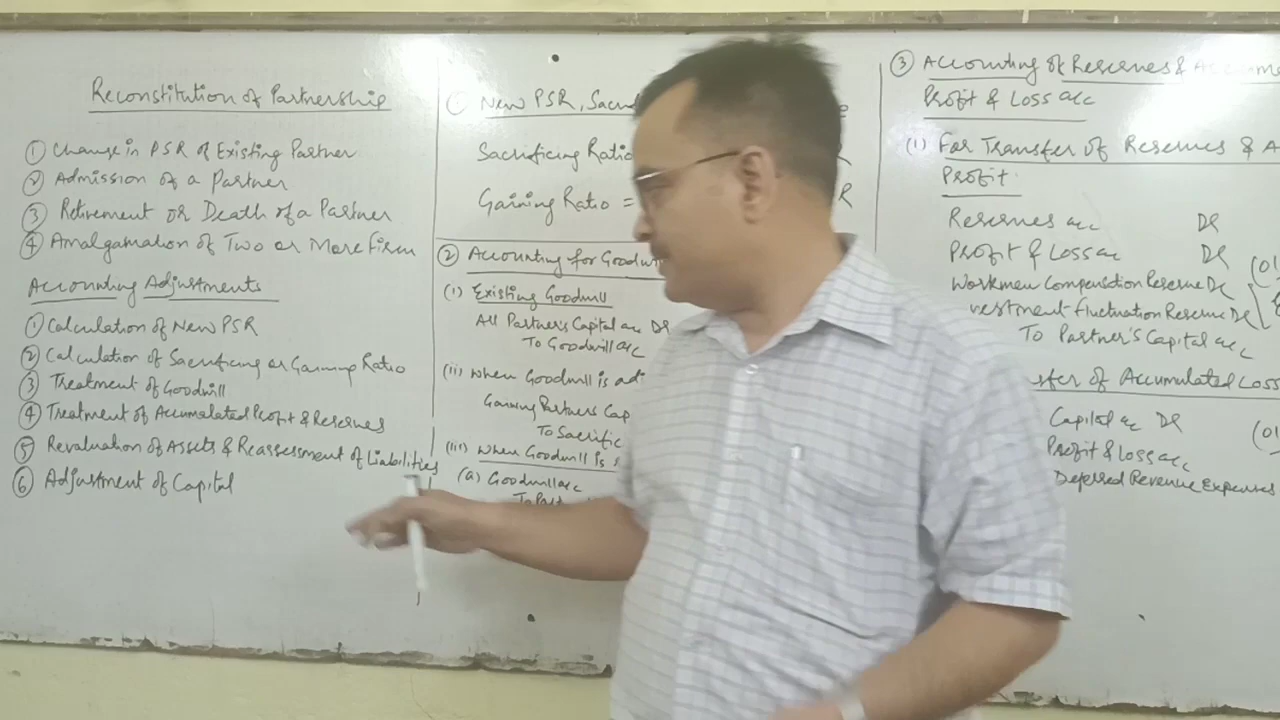 Reconstitution of Partnership
① Change in PSR of Existing Partner
② Admission of a Partner
③ Retirement or Death of a Partner
④ Amalgamation of Two or More Firm
Accounting Adjustments
① Calculation of New PSR
② Calculation of Sacrificing or Gaining Ratio
③ Treatment of Goodwill
④ Treatment of Accumulated Profit & Reserves
⑤ Revaluation of Assets & Reassessment of Liabilities
⑥ Adjustment of Capital
New PSR,
Sacrificing Ratio
Gaining Ratio =
R
② Accounting for
(i) Existing Goodwill
All Partner's Capital a/c Dr
To Goodwill a/c
(ii) When Goodwill is
Gaining Partners
To
(iii) When Goodwill is
(a) Goodwill a/c
To
③ Accounting of Reserves &
Profit & Loss a/c
(i) For Transfer of Reserves &
Profit
Reserves a/c Dr
Profit & Loss a/c Dr
Workmen Compensation Reserve Dr
Fluctuation Reserve Dr
To Partner's Capital a/c
of Accumulated Loss
Capital a/c Dr
Profit & Loss a/c
Deferred Revenue Expenses